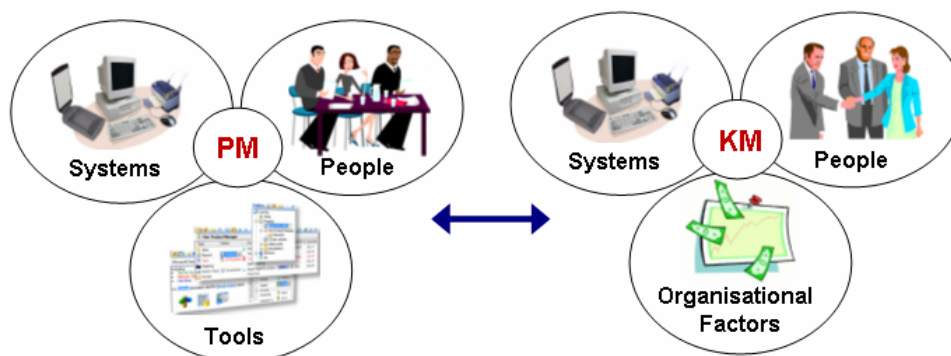 PM
Systems
People
Tools
KM
Systems
People
Organisational
Factors